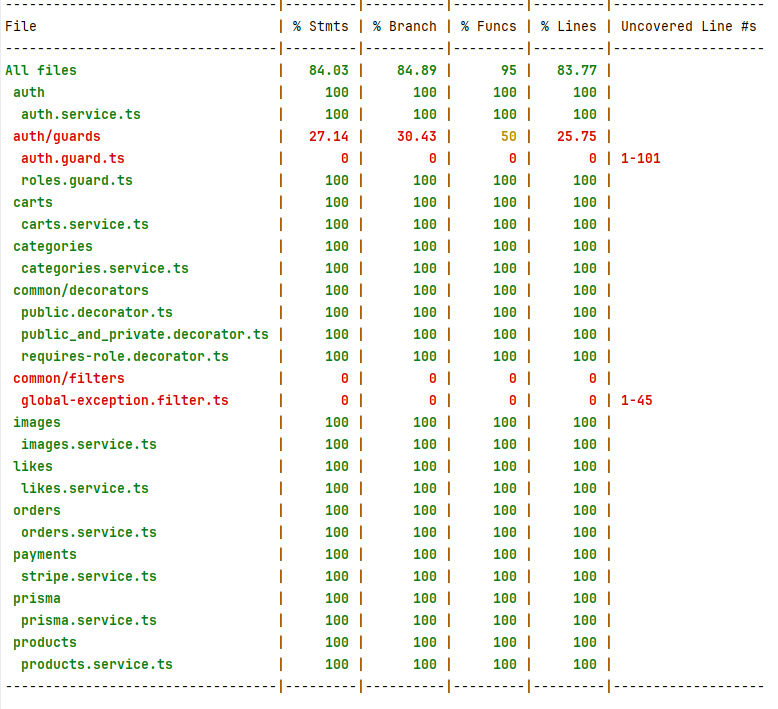 -----------------------------------|---------|----------|---------|---------|-------------------
File                               | % Stmts | % Branch | % Funcs | % Lines | Uncovered Line #s
-----------------------------------|---------|----------|---------|---------|-------------------
All files                          |   84.03 |    84.89 |      95 |   83.77 |
 auth                              |     100 |      100 |     100 |     100 |
  auth.service.ts                  |     100 |      100 |     100 |     100 |
 auth/guards                       |   27.14 |    30.43 |      50 |   25.75 |
  auth.guard.ts                    |       0 |        0 |       0 |       0 | 1-101
  roles.guard.ts                   |     100 |      100 |     100 |     100 |
 carts                             |     100 |      100 |     100 |     100 |
  carts.service.ts                 |     100 |      100 |     100 |     100 |
 categories                        |     100 |      100 |     100 |     100 |
  categories.service.ts            |     100 |      100 |     100 |     100 |
 common/decorators                 |     100 |      100 |     100 |     100 |
  public.decorator.ts              |     100 |      100 |     100 |     100 |
  public_and_private.decorator.ts  |     100 |      100 |     100 |     100 |
  requires-role.decorator.ts       |     100 |      100 |     100 |     100 |
 common/filters                    |       0 |        0 |       0 |       0 |
  global-exception.filter.ts       |       0 |        0 |       0 |       0 | 1-45
 images                            |     100 |      100 |     100 |     100 |
  images.service.ts                |     100 |      100 |     100 |     100 |
 likes                             |     100 |      100 |     100 |     100 |
  likes.service.ts                 |     100 |      100 |     100 |     100 |
 orders                            |     100 |      100 |     100 |     100 |
  orders.service.ts                |     100 |      100 |     100 |     100 |
 payments                          |     100 |      100 |     100 |     100 |
  stripe.service.ts                |     100 |      100 |     100 |     100 |
 prisma                            |     100 |      100 |     100 |     100 |
  prisma.service.ts                |     100 |      100 |     100 |     100 |
 products                          |     100 |      100 |     100 |     100 |
  products.service.ts              |     100 |      100 |     100 |     100 |
-----------------------------------|---------|----------|---------|---------|-------------------